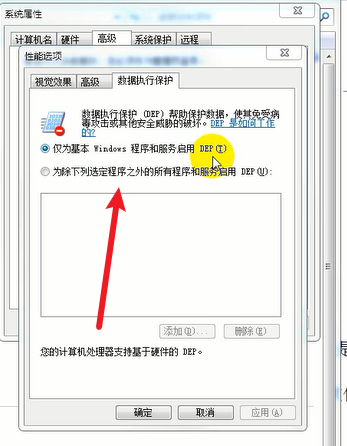 系统属性
计算机名 硬件 高级 系统保护 远程
性能选项
视觉效果 高级 数据执行保护
数据执行保护 (DEP) 帮助保护数据，使其免受病
毒攻击或其他安全威胁的破坏。DEP 是如何工作
的?
仅为基本 Windows 程序和服务启用 DEP(T)
为除下列选定程序之外的所有程序和服务启用 DEP(U):
添加(D)... 删除(E)
您的计算机处理器支持基于硬件的 DEP。
确定 取消 应用(A)